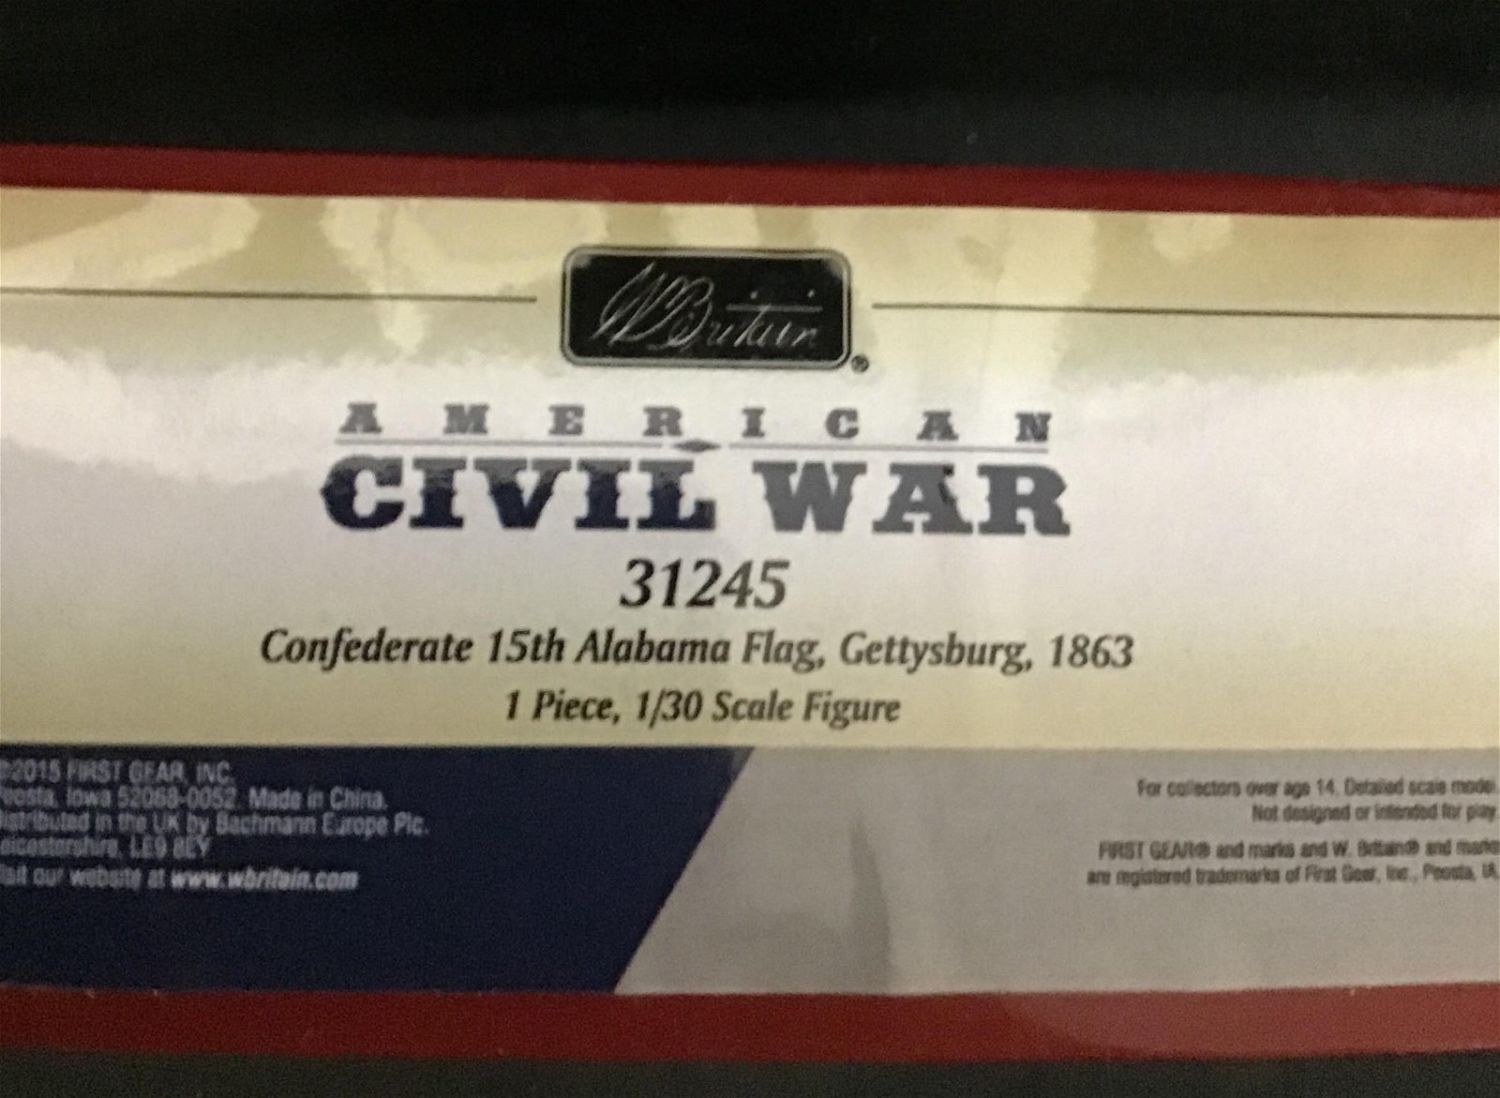 W Britain®
AMERICAN
CIVIL WAR
31245
Confederate 15th Alabama Flag, Gettysburg, 1863
1 Piece, 1/30 Scale Figure
©2015 FIRST GEAR, INC.
Peosta, Iowa 52068-0052 Made in China.
Distributed in the UK by Bachmann Europe Plc.
Leicestershire, LE9 8EY
Visit our website at www.wbritain.com
For collectors over age 14. Detailed scale model.
Not designed or intended for play.
FIRST GEAR® and marks and W. Britain® and marks
are registered trademarks of First Gear, Inc., Peosta, IA